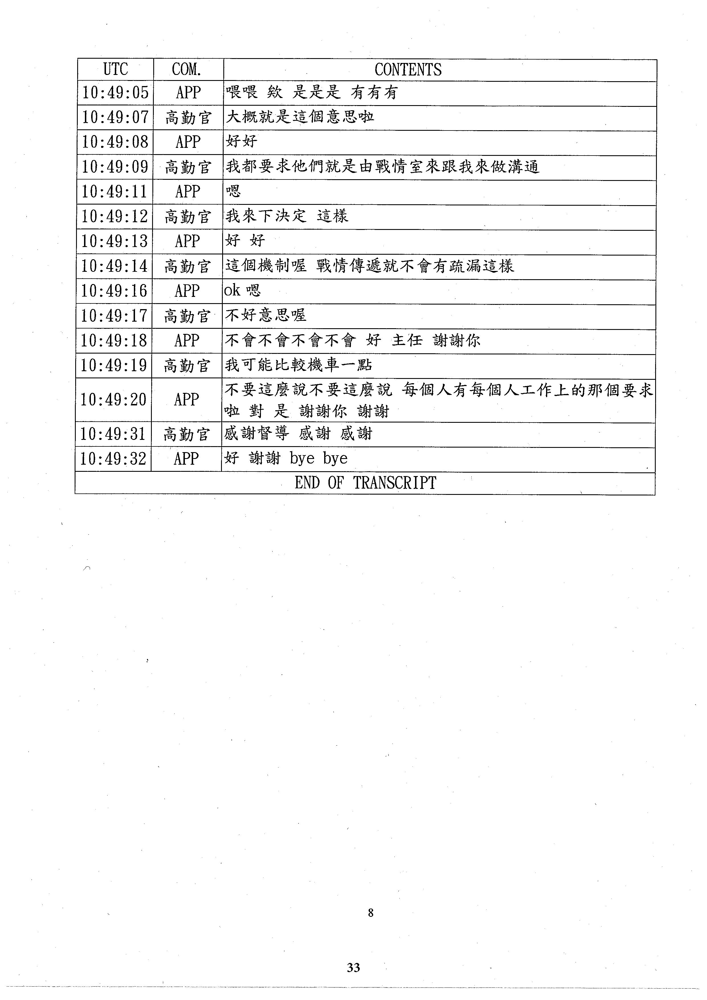 UTC COM. CONTENTS
10:49:05 APP 喂喂 欸 是是是 有有有
10:49:07 高勤官 大概就是這個意思啦
10:49:08 APP 好好
10:49:09 高勤官 我都要求他們就是由戰情室來跟我來做溝通
10:49:11 APP 嗯
10:49:12 高勤官 我來下決定 這樣
10:49:13 APP 好 好
10:49:14 高勤官 這個機制喔 戰情傳遞就不會有疏漏這樣
10:49:16 APP ok 嗯
10:49:17 高勤官 不好意思喔
10:49:18 APP 不會不會不會不會 好 主任 謝謝你
10:49:19 高勤官 我可能比較機車一點
10:49:20 APP 不要這麼說不要這麼說 每個人有每個人工作上的那個要求
啦 對 是 謝謝你 謝謝
10:49:31 高勤官 感謝督導 感謝 感謝
10:49:32 APP 好 謝謝 bye bye
END OF TRANSCRIPT
8
33